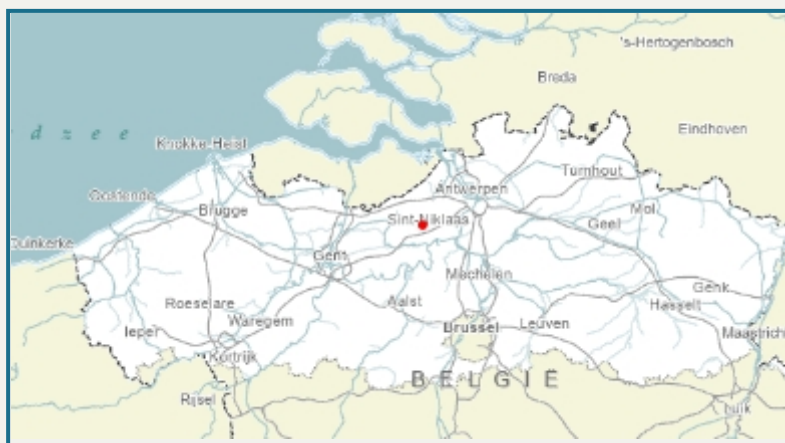 's-Hertogenbosch
Breda
d z e e
Eindhoven
Knokke-Heist
Turnhout
Antwerpen
Oostende
Mol
Brugge
Sint-Niklaas
Geel
Duinkerke
Gent
Mechelen
Genk
Roeselare
Aalst
Hasselt
Waregem
Brussel
Leuven
Ieper
Maastrich
Kortrijk
BELGIË
Rijsel
Luik